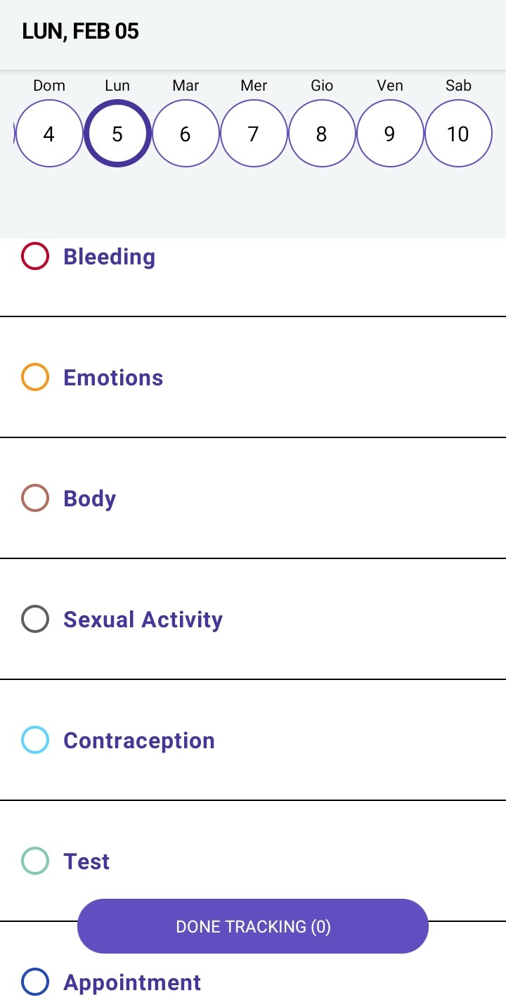 LUN, FEB 05
Dom Lun Mar Mer Gio Ven Sab
4 5 6 7 8 9 10
Bleeding
Emotions
Body
Sexual Activity
Contraception
Test
DONE TRACKING (0)
Appointment